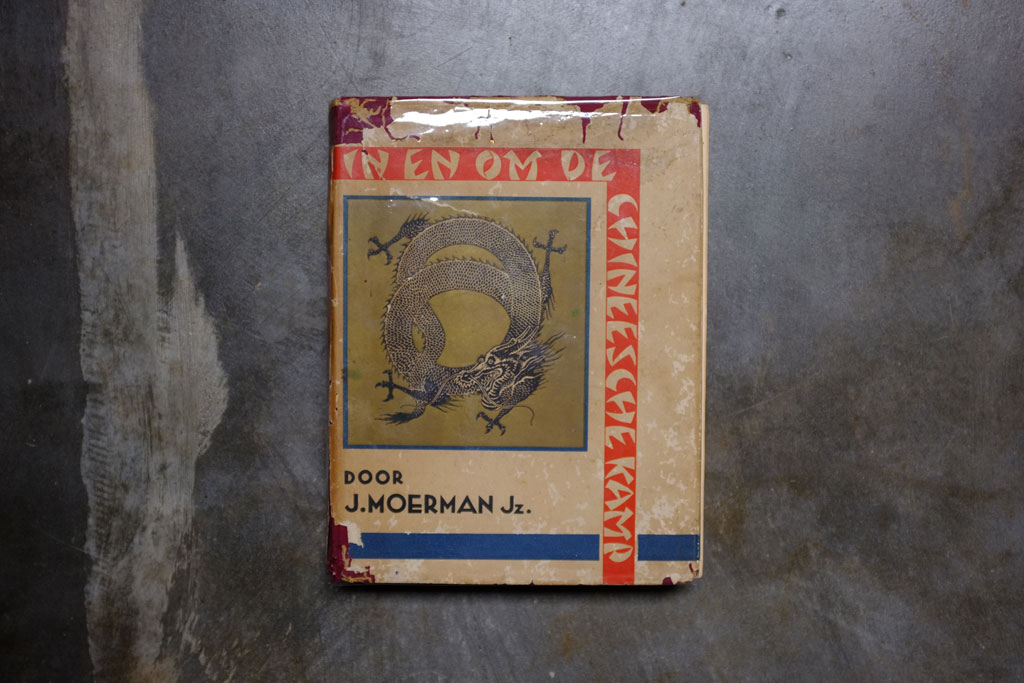 IN EN OM DE
CHINEESCHE KAMP
DOOR
J. MOERMAN Jz.